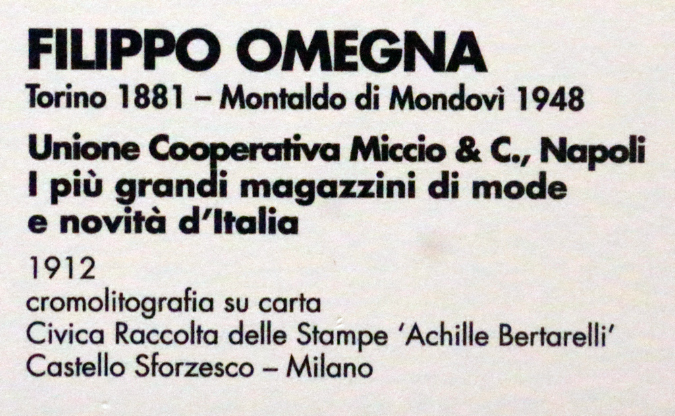 FILIPPO OMEGNA
Torino 1881 – Montaldo di Mondovì 1948
Unione Cooperativa Miccio & C., Napoli
I più grandi magazzini di mode
e novità d'Italia
1912
cromolitografia su carta
Civica Raccolta delle Stampe 'Achille Bertarelli'
Castello Sforzesco – Milano